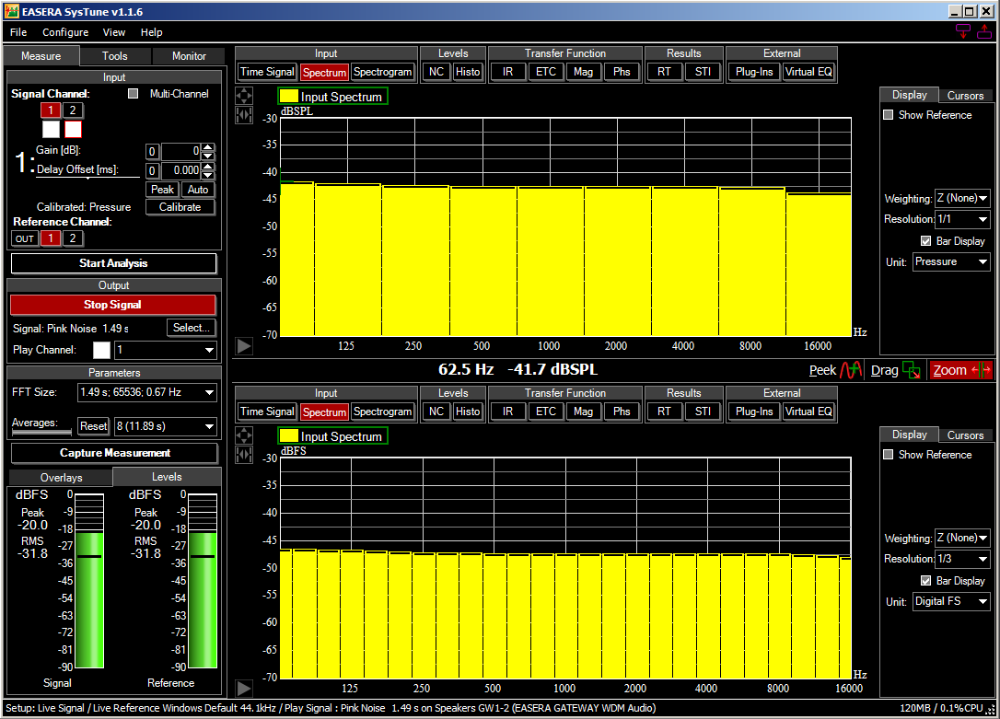 EASERA SysTune v1.1.6
File Configure View Help
Measure Tools Monitor
Input
Signal Channel: Multi-Channel
1 2
1:
Gain [dB]: 0 0
Delay Offset [ms]: 0 0.000
Peak Auto
Calibrated: Pressure Calibrate
Reference Channel:
OUT 1 2
Start Analysis
Output
Stop Signal
Signal: Pink Noise 1.49 s Select...
Play Channel: 1
Parameters
FFT Size: 1.49 s; 65536; 0.67 Hz
Averages: Reset 8 (11.89 s)
Capture Measurement
Overlays Levels
dBFS
Peak
-20.0
RMS
-31.8
0
-9
-18
-27
-36
-45
-54
-63
-72
-81
-90
Signal
dBFS
Peak
-20.0
RMS
-31.8
0
-9
-18
-27
-36
-45
-54
-63
-72
-81
-90
Reference
Input Levels Transfer Function Results External
Time Signal Spectrum Spectrogram NC Histo IR ETC Mag Phs RT STI Plug-Ins Virtual EQ
Input Spectrum
dBSPL
-30
-35
-40
-45
-50
-55
-60
-65
-70
Hz
125 250 500 1000 2000 4000 8000 16000
Display Cursors
Show Reference
Weighting: Z (None)
Resolution: 1/1
Bar Display
Unit: Pressure
62.5 Hz -41.7 dBSPL
Peek Drag Zoom
Input Levels Transfer Function Results External
Time Signal Spectrum Spectrogram NC Histo IR ETC Mag Phs RT STI Plug-Ins Virtual EQ
Input Spectrum
dBFS
-30
-35
-40
-45
-50
-55
-60
-65
-70
Hz
125 250 500 1000 2000 4000 8000 16000
Display Cursors
Show Reference
Weighting: Z (None)
Resolution: 1/3
Bar Display
Unit: Digital FS
Setup: Live Signal / Live Reference Windows Default 44.1kHz / Play Signal : Pink Noise 1.49 s on Speakers GW1-2 (EASERA GATEWAY WDM Audio)
120MB / 0.1%CPU